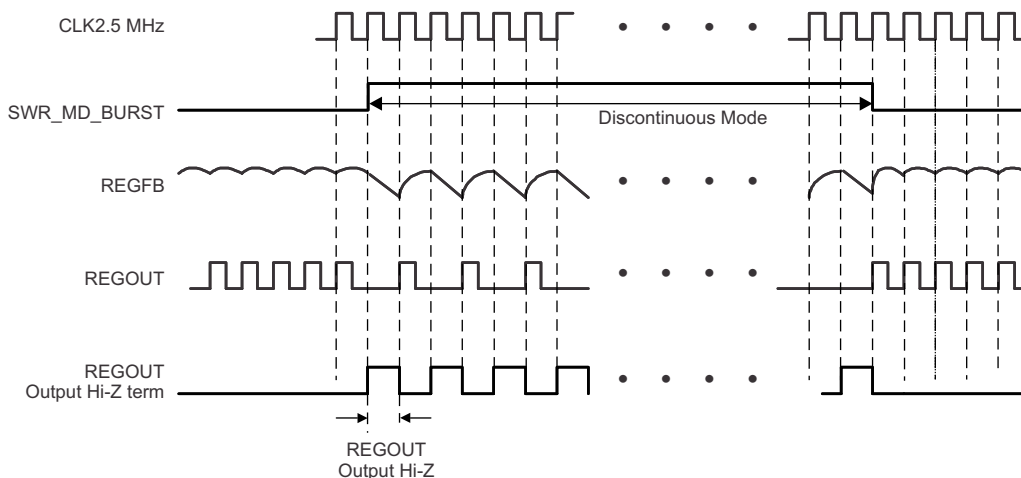 CLK2.5 MHz
SWR_MD_BURST
Discontinuous Mode
REGFB
REGOUT
REGOUT
Output Hi-Z term
REGOUT
Output Hi-Z